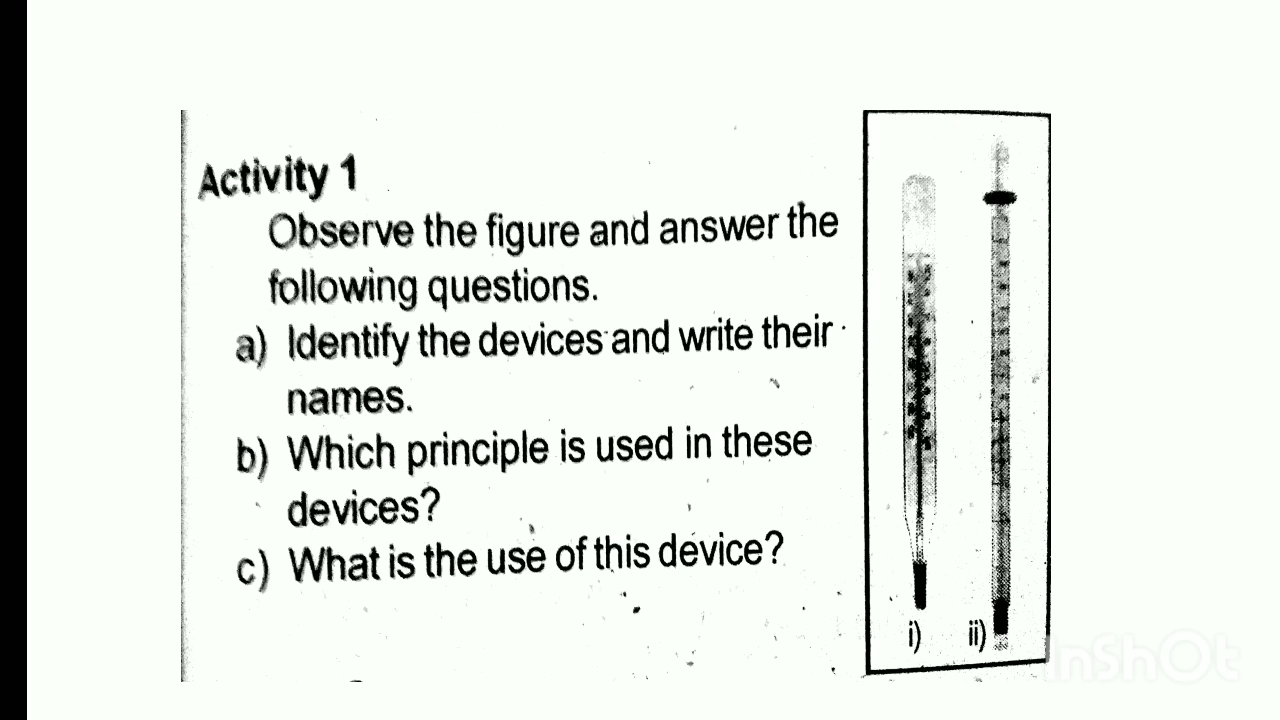 Activity 1
Observe the figure and answer the
following questions.
a) Identify the devices and write their
names.
b) Which principle is used in these
devices?
c) What is the use of this device?
i) ii)
InShOt